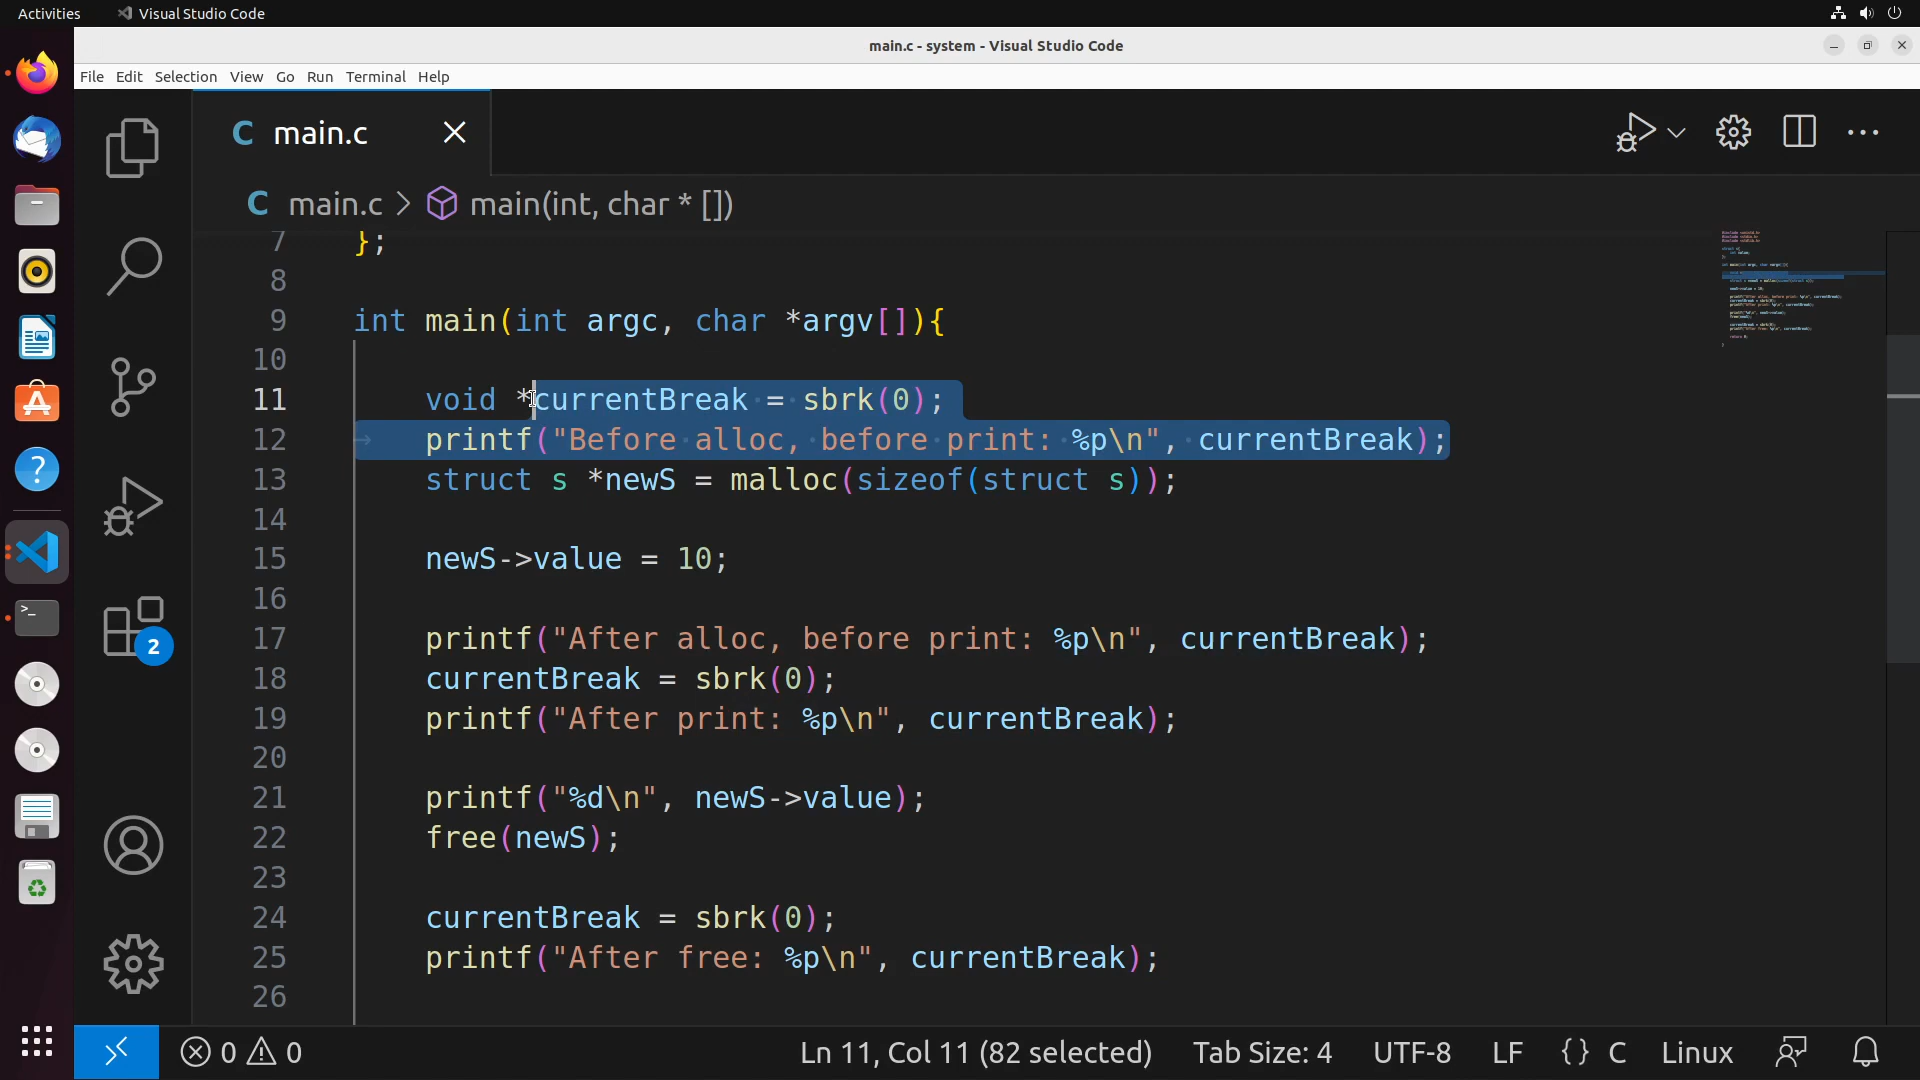 Activities Visual Studio Code
main.c - system - Visual Studio Code
File Edit Selection View Go Run Terminal Help
C main.c
C main.c > main(int, char * [])
7 };
8
9 int main(int argc, char *argv[]){
10
11 void *currentBreak = sbrk(0);
12 printf("Before alloc, before print: %p\n", currentBreak);
13 struct s *newS = malloc(sizeof(struct s));
14
15 newS->value = 10;
16
17 printf("After alloc, before print: %p\n", currentBreak);
18 currentBreak = sbrk(0);
19 printf("After print: %p\n", currentBreak);
20
21 printf("%d\n", newS->value);
22 free(newS);
23
24 currentBreak = sbrk(0);
25 printf("After free: %p\n", currentBreak);
26
2
0 0 Ln 11, Col 11 (82 selected) Tab Size: 4 UTF-8 LF {} C Linux